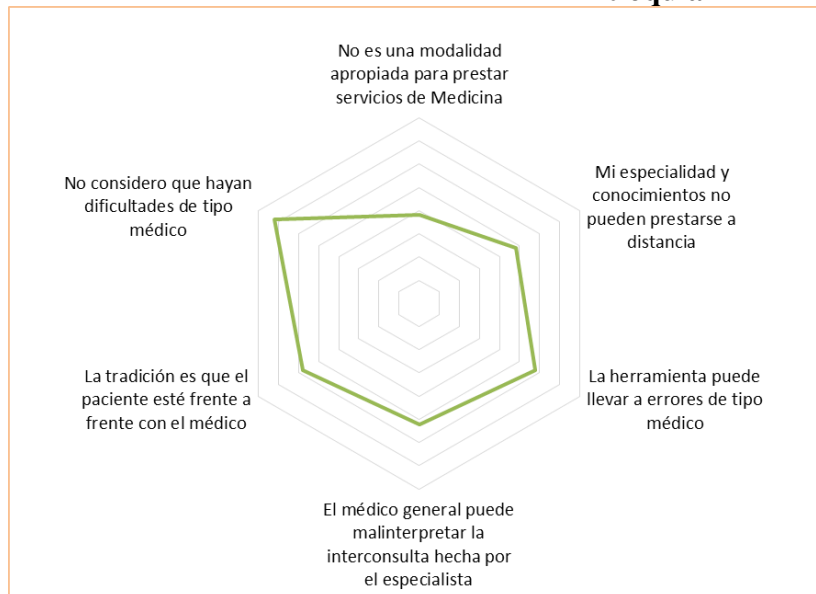 No es una modalidad
apropiada para prestar
servicios de Medicina
Mi especialidad y
conocimientos no
pueden prestarse a
distancia
La herramienta puede
llevar a errores de tipo
médico
El médico general puede
malinterpretar la
interconsulta hecha por
el especialista
La tradición es que el
paciente esté frente a
frente con el médico
No considero que hayan
dificultades de tipo
médico